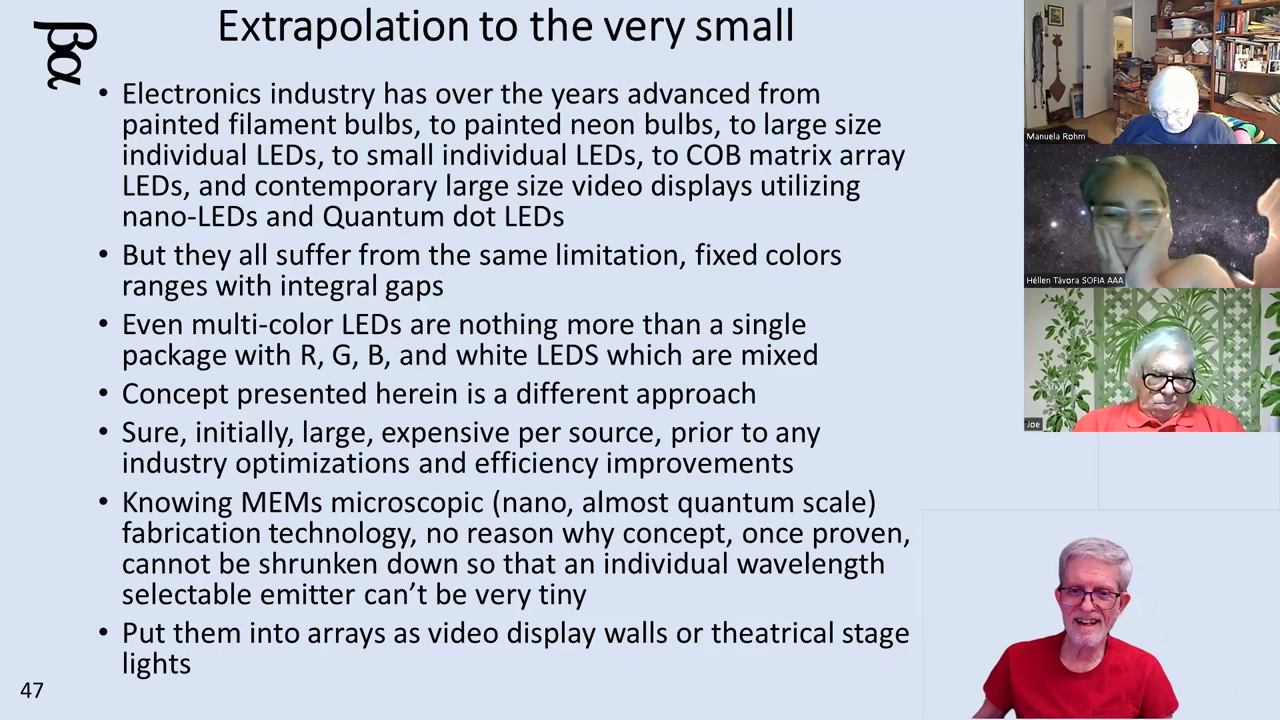 Extrapolation to the very small
βα
• Electronics industry has over the years advanced from
painted filament bulbs, to painted neon bulbs, to large size
individual LEDs, to small individual LEDs, to COB matrix array
LEDs, and contemporary large size video displays utilizing
nano-LEDs and Quantum dot LEDs
• But they all suffer from the same limitation, fixed colors
ranges with integral gaps
• Even multi-color LEDs are nothing more than a single
package with R, G, B, and white LEDS which are mixed
• Concept presented herein is a different approach
• Sure, initially, large, expensive per source, prior to any
industry optimizations and efficiency improvements
• Knowing MEMs microscopic (nano, almost quantum scale)
fabrication technology, no reason why concept, once proven,
cannot be shrunken down so that an individual wavelength
selectable emitter can’t be very tiny
• Put them into arrays as video display walls or theatrical stage
lights
47
Manuela Rohm
Héllen Távora SOFIA AAA
Joe